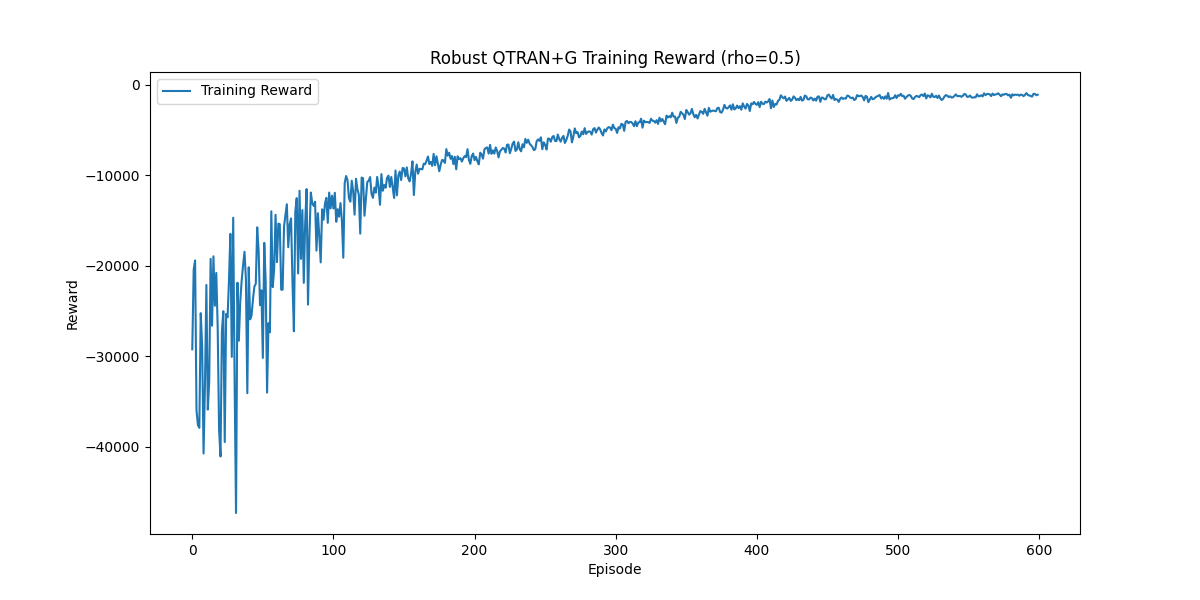 Robust QTRAN+G Training Reward (rho=0.5)
Training Reward
0
−10000
−20000
−30000
−40000
Reward
0 100 200 300 400 500 600
Episode